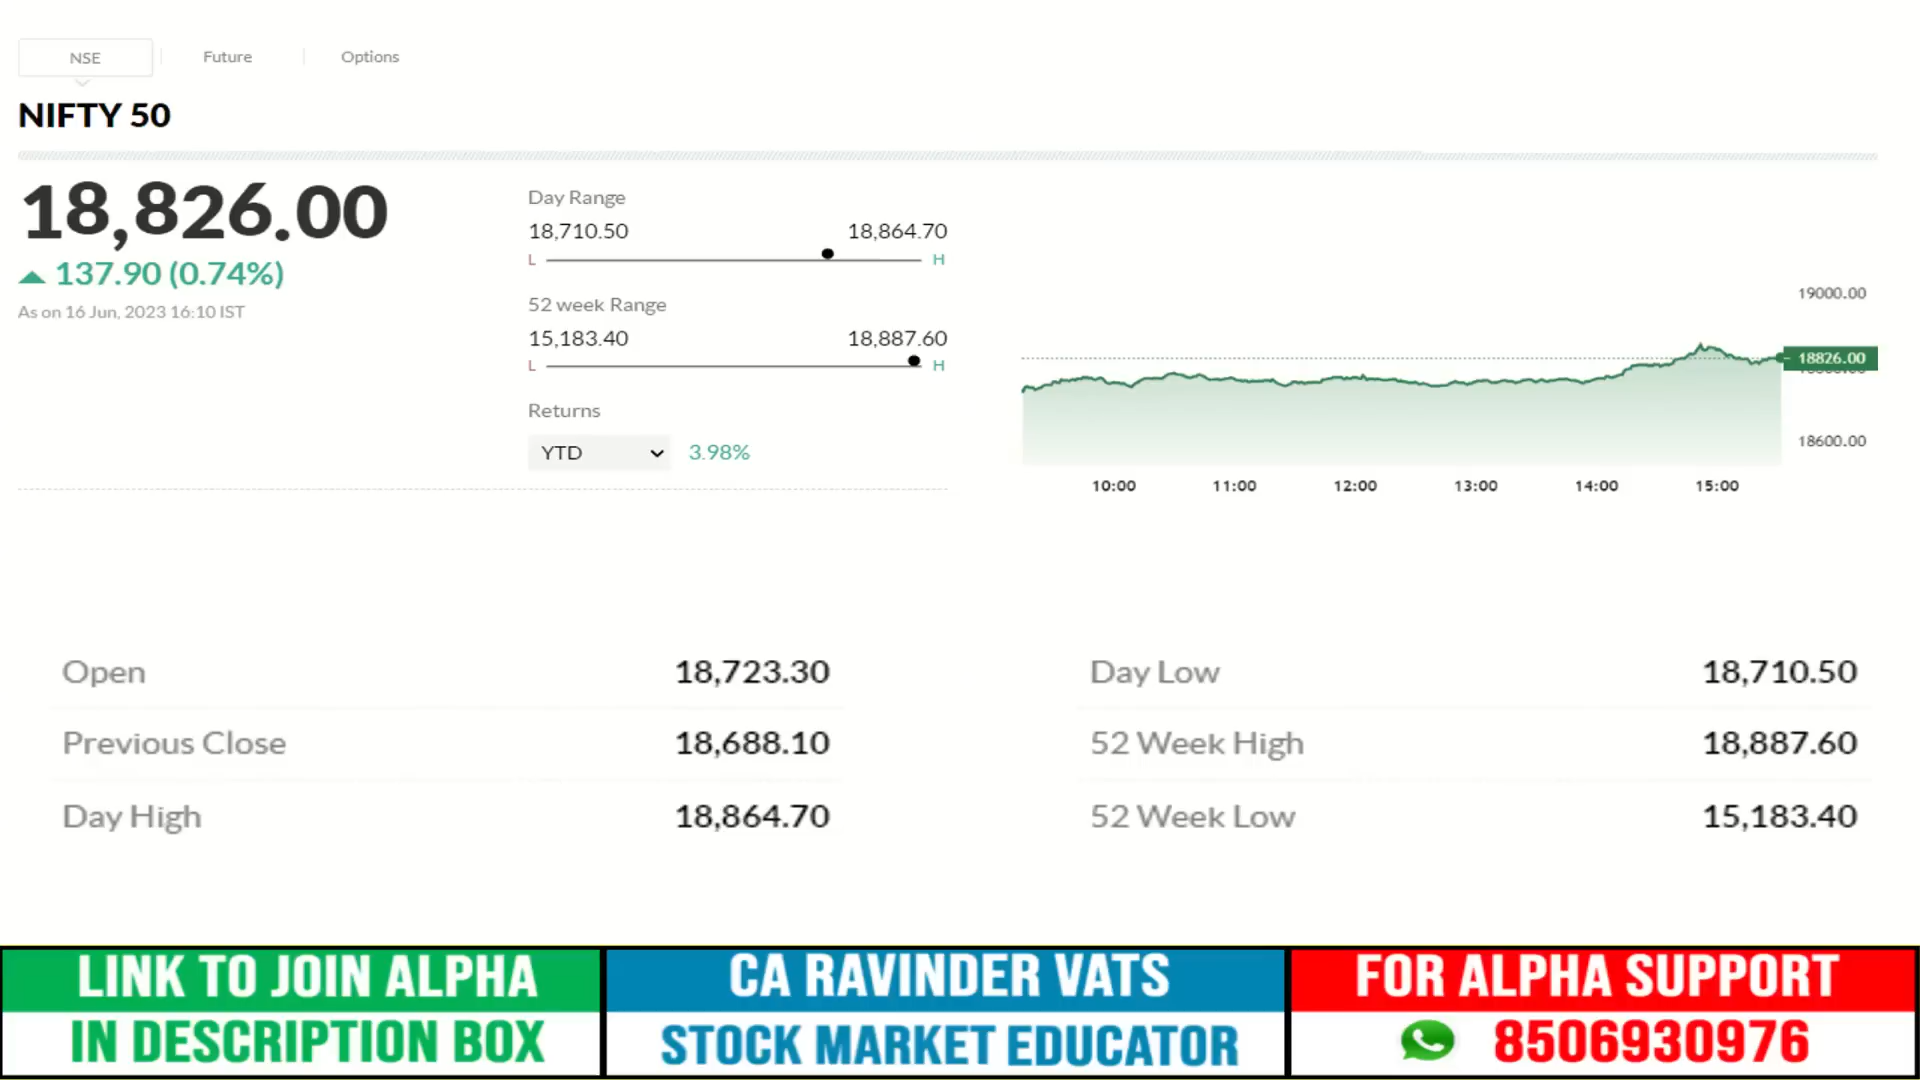 NSE
Future
Options
NIFTY 50
18,826.00
137.90 (0.74%)
As on 16 Jun, 2023 16:10 IST
Day Range
18,710.50 18,864.70
L H
52 week Range
15,183.40 18,887.60
L H
Returns
YTD 3.98%
19000.00
18826.00
18600.00
10:00 11:00 12:00 13:00 14:00 15:00
Open 18,723.30
Previous Close 18,688.10
Day High 18,864.70
Day Low 18,710.50
52 Week High 18,887.60
52 Week Low 15,183.40
LINK TO JOIN ALPHA
IN DESCRIPTION BOX
CA RAVINDER VATS
STOCK MARKET EDUCATOR
FOR ALPHA SUPPORT
8506930976